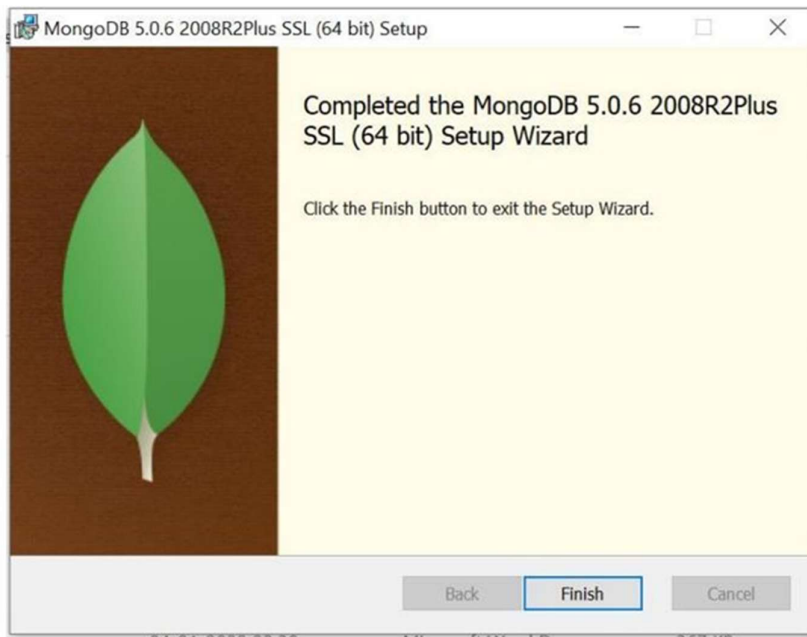 MongoDB 5.0.6 2008R2Plus SSL (64 bit) Setup
Completed the MongoDB 5.0.6 2008R2Plus
SSL (64 bit) Setup Wizard
Click the Finish button to exit the Setup Wizard.
Back Finish Cancel